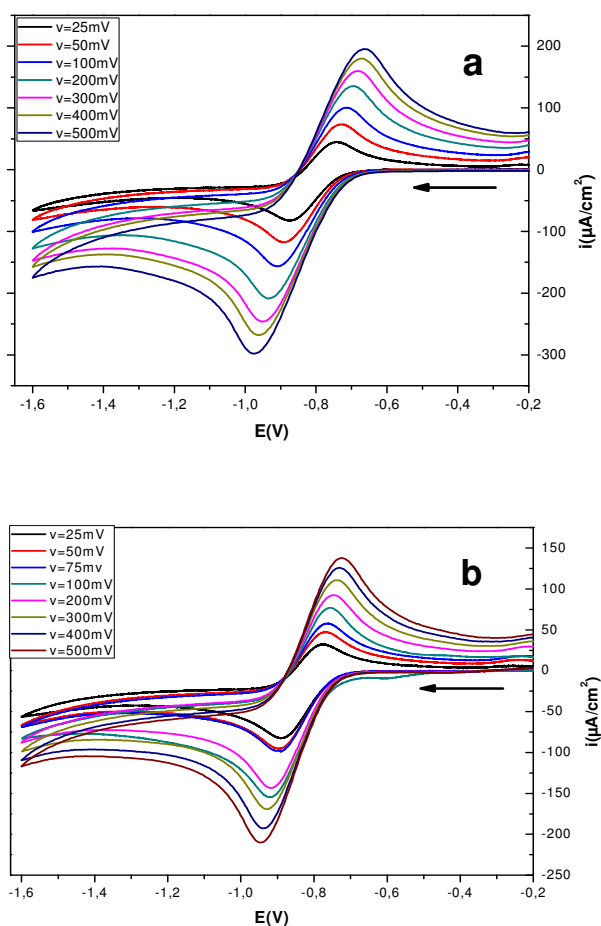 v=25mV
v=50mV
v=100mV
v=200mV
v=300mV
v=400mV
v=500mV
a
200
100
0
-100
-200
-300
i(µA/cm²)
-1,6 -1,4 -1,2 -1,0 -0,8 -0,6 -0,4 -0,2
E(V)
v=25mV
v=50mV
v=75mv
v=100mV
v=200mV
v=300mV
v=400mV
v=500mV
b
150
100
50
0
-50
-100
-150
-200
-250
i(µA/cm²)
-1,6 -1,4 -1,2 -1,0 -0,8 -0,6 -0,4 -0,2
E(V)